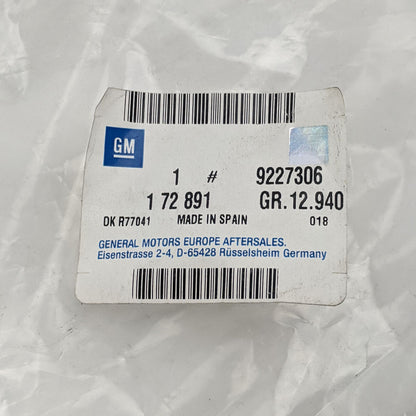 GM
1 # 9227306
1 72 891 GR.12.940
DK R77041 MADE IN SPAIN 018
GENERAL MOTORS EUROPE AFTERSALES.
Eisenstrasse 2-4, D-65428 Rüsselsheim Germany